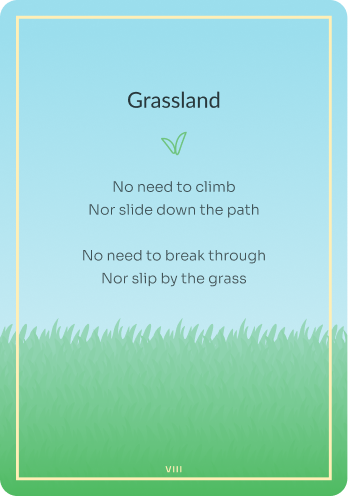 Grassland
No need to climb
Nor slide down the path
No need to break through
Nor slip by the grass
VIII